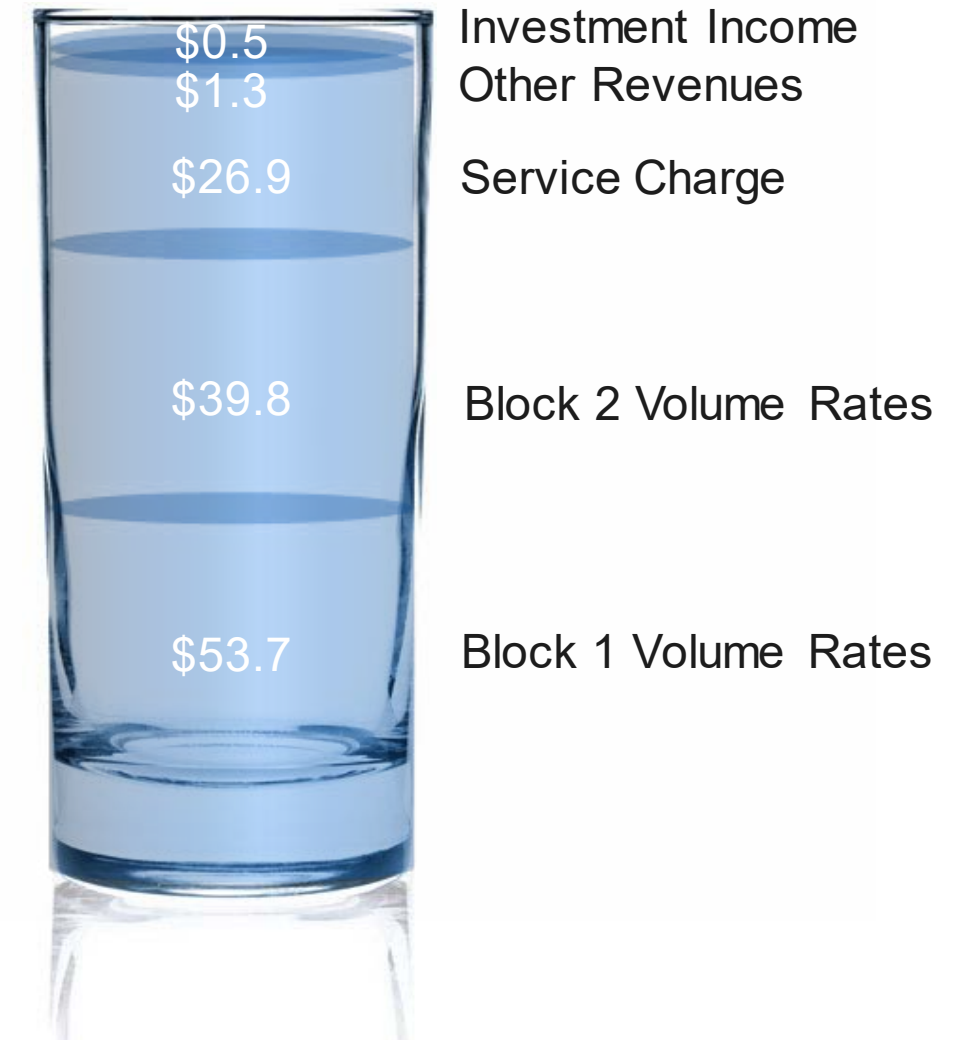 $0.5 Investment Income
$1.3 Other Revenues
$26.9 Service Charge
$39.8 Block 2 Volume Rates
$53.7 Block 1 Volume Rates